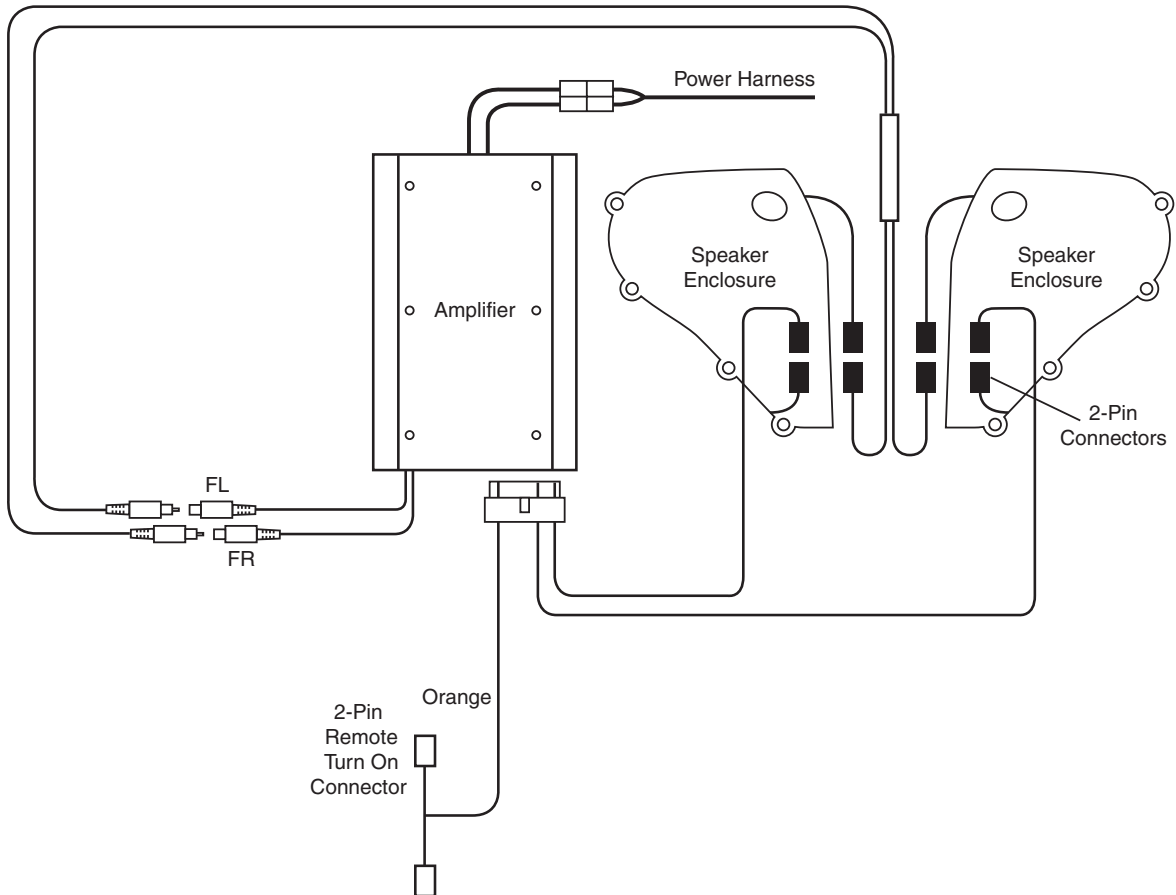 Power Harness
Speaker
Enclosure
Speaker
Enclosure
Amplifier
2-Pin
Connectors
FL
FR
Orange
2-Pin
Remote
Turn On
Connector